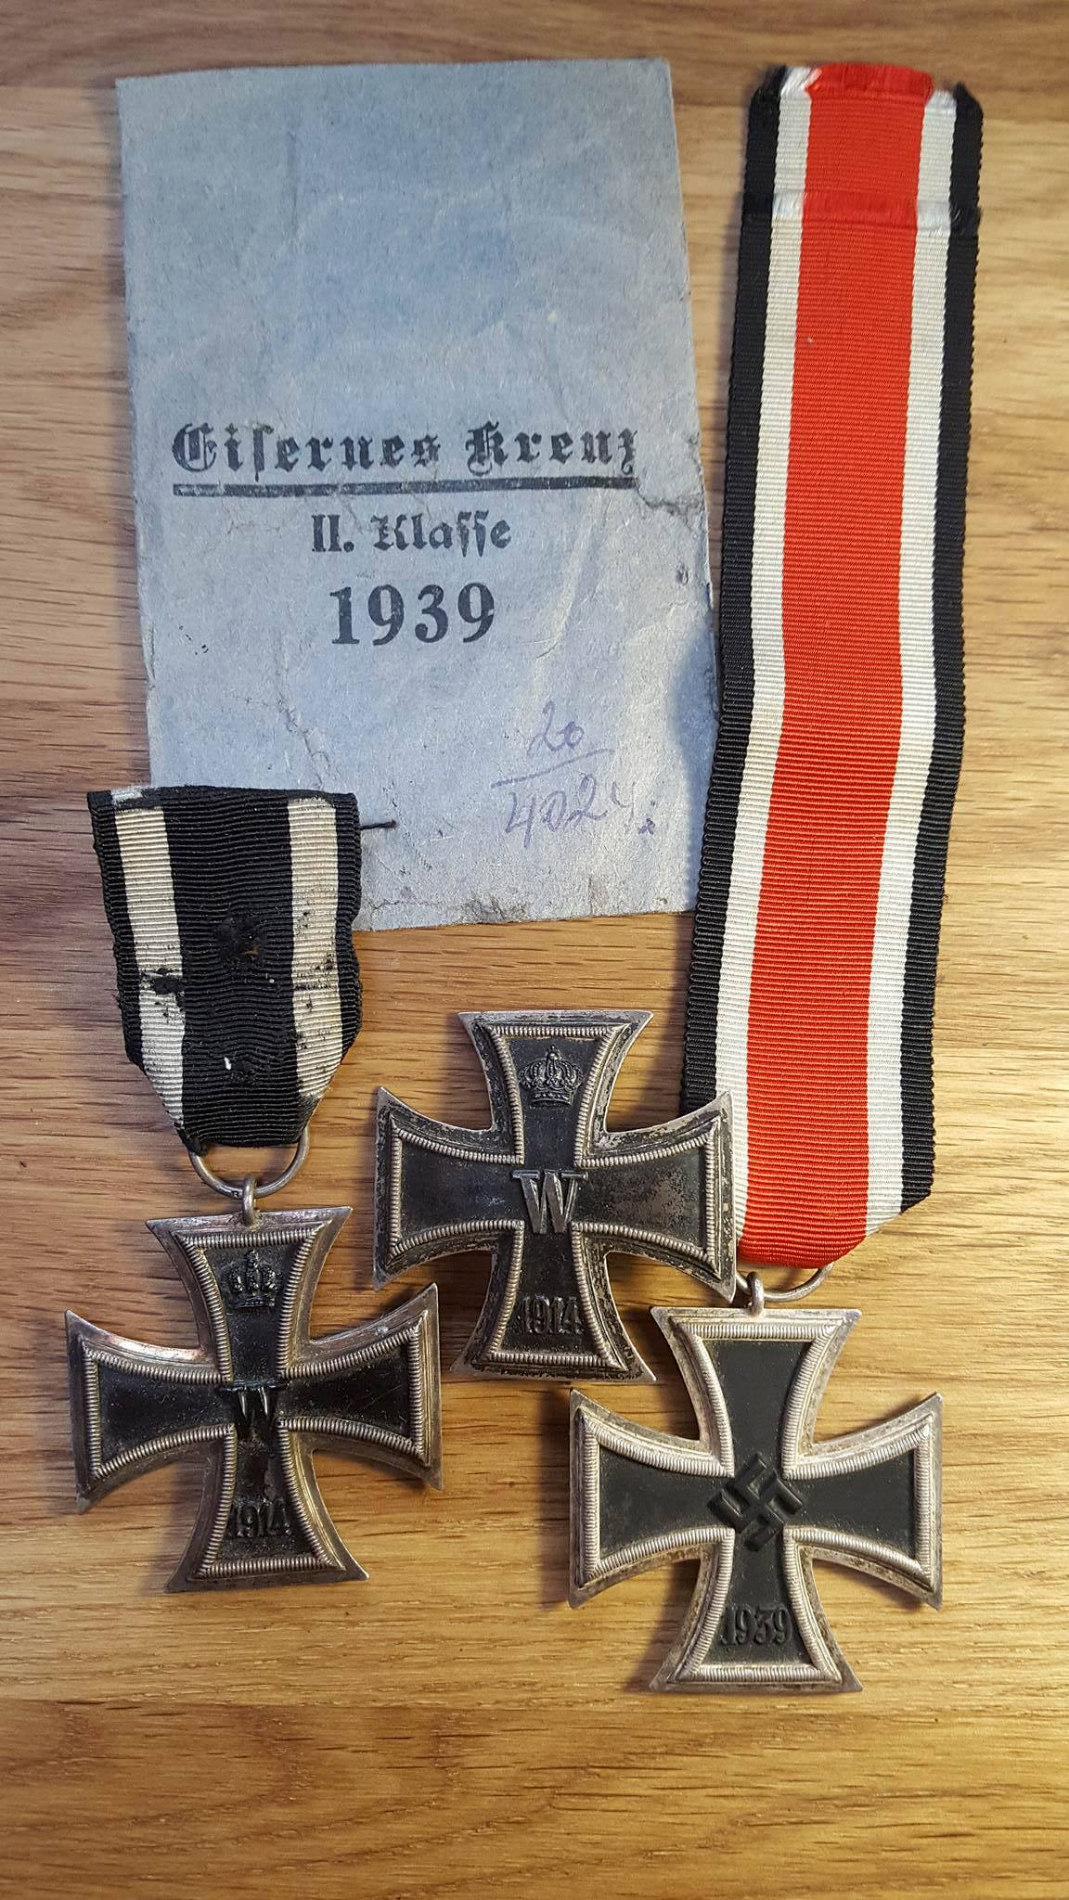 Eisernes Kreuz
II. Klasse
1939
20
4024.
W
1914
W
1914
1939